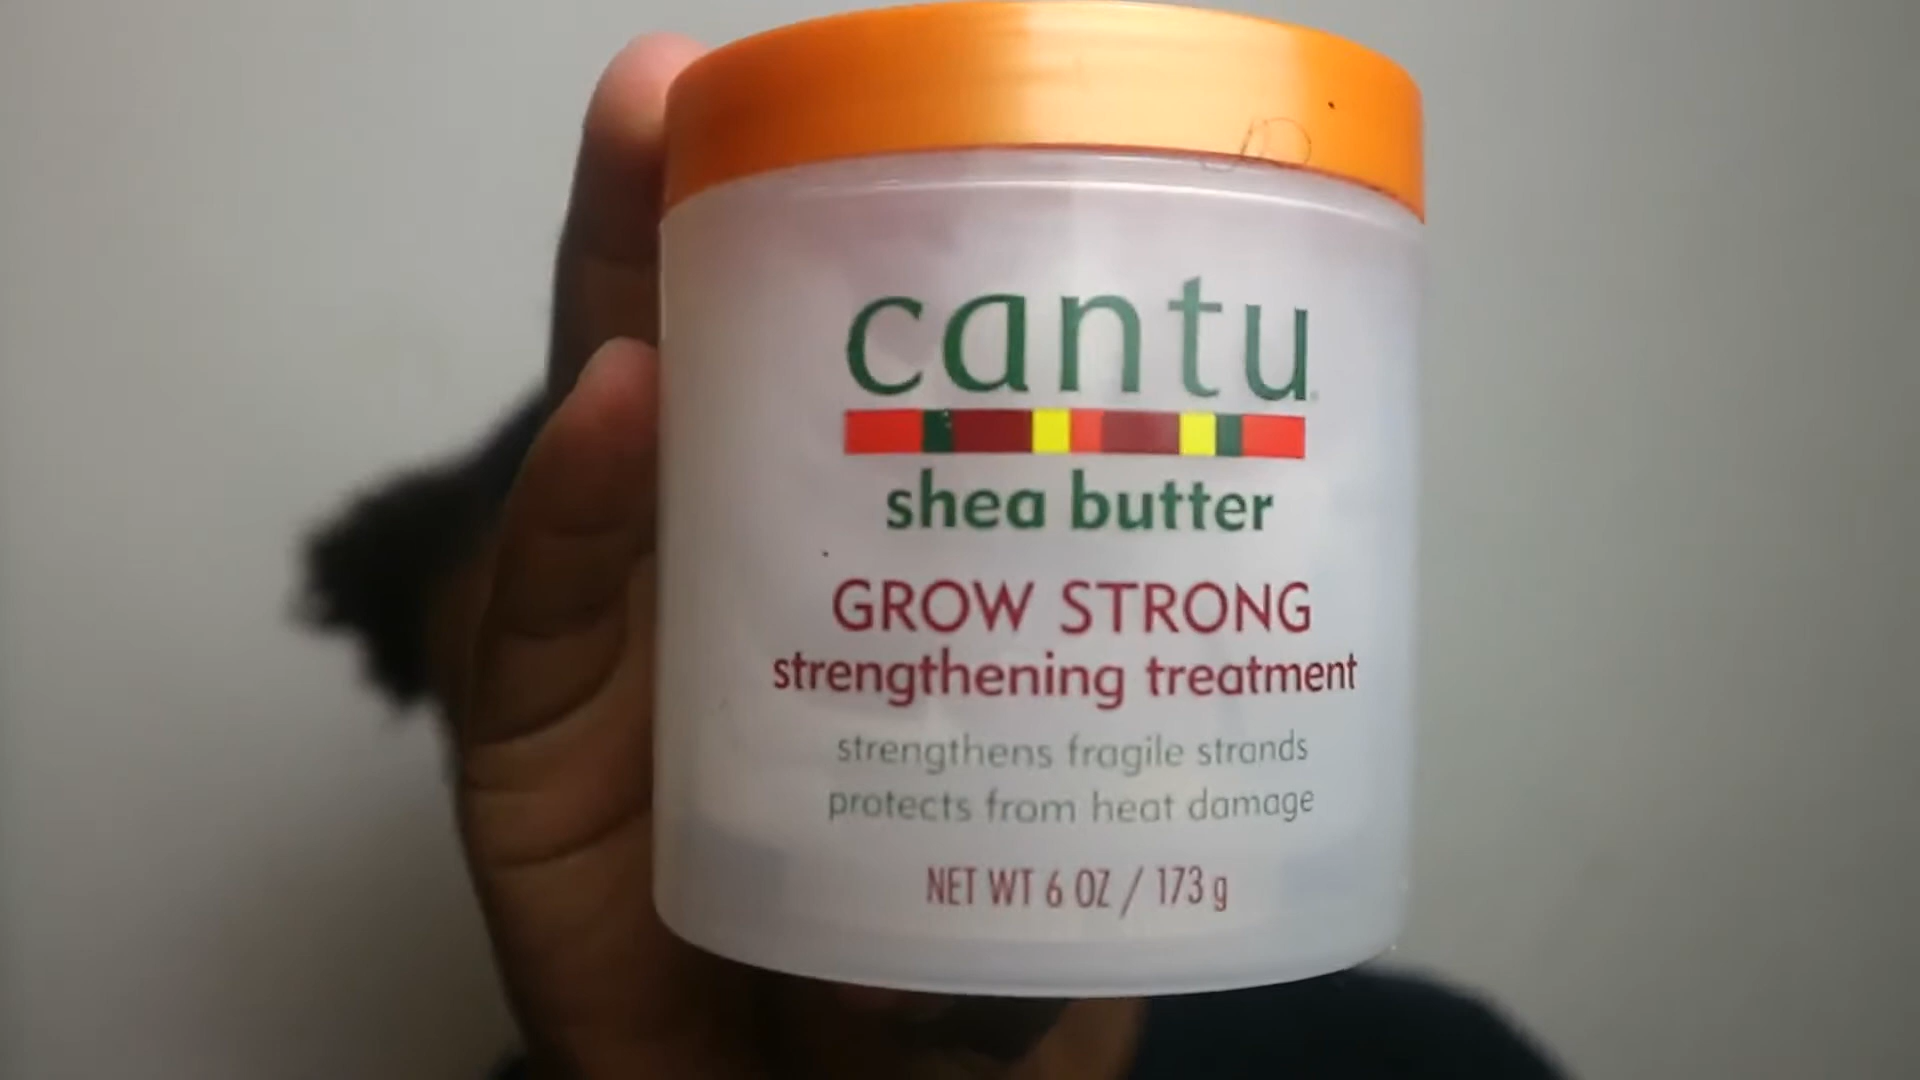 cantu
shea butter
GROW STRONG
strengthening treatment
strengthens fragile strands
protects from heat damage
NET WT 6 OZ / 173 g